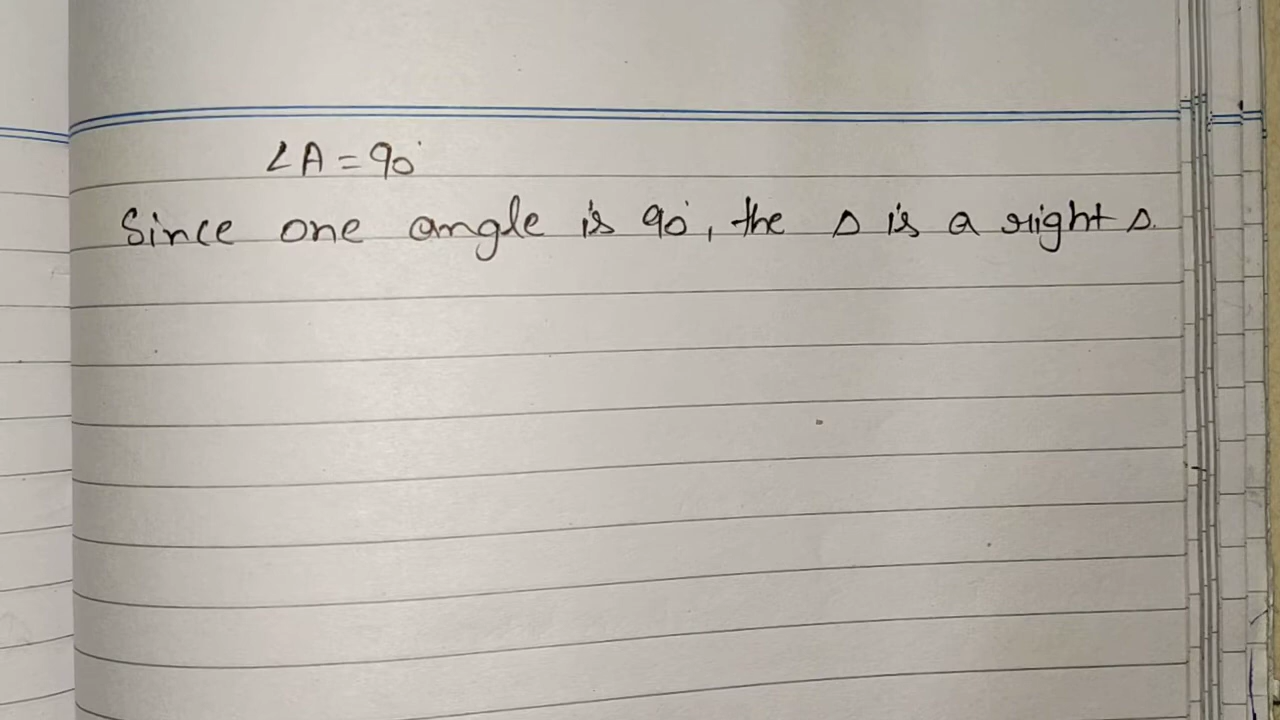 ∠A = 90°
Since one angle is 90°, the Δ is a right Δ.